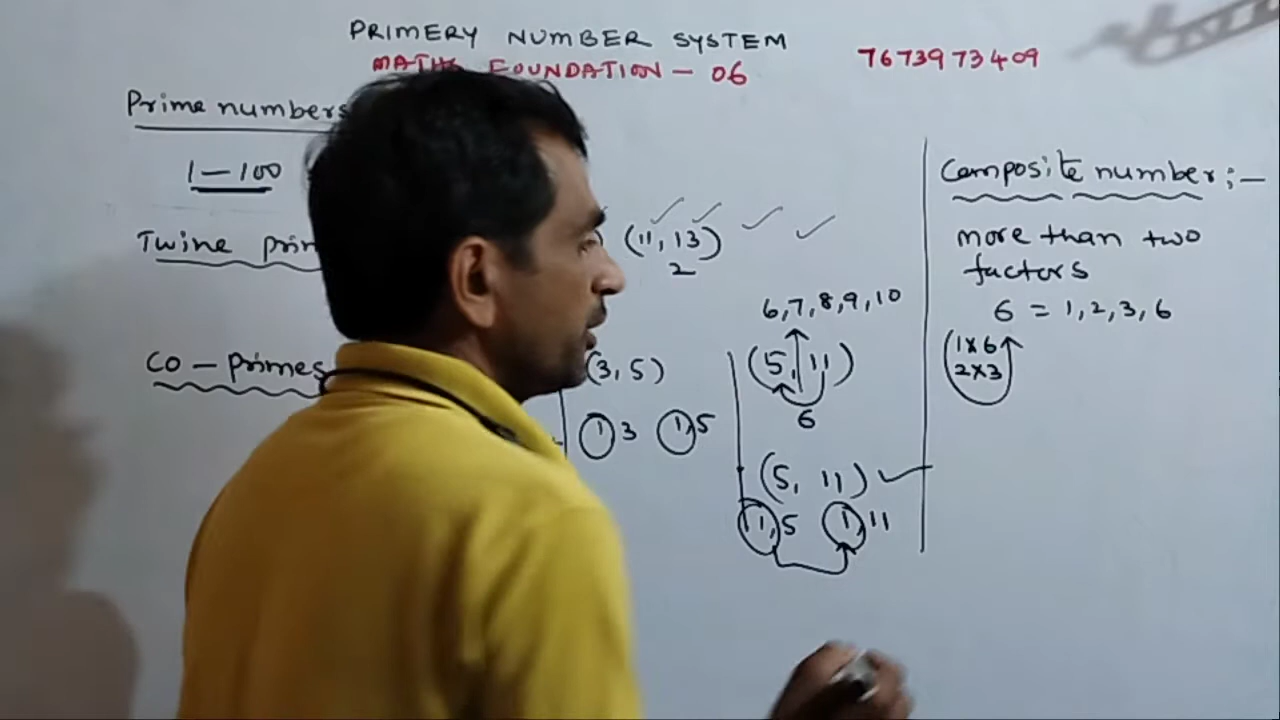 PRIMERY NUMBER SYSTEM
MATHS FOUNDATION - 06
7673973409
Prime numbers
1-100
Twine prim
(11, 13)
2
CO-primes
(3, 5)
1 3 1,5
6,7,8,9,10
(5, 11)
6
(5, 11)
1,5 1,11
Composite number:-
more than two
factors
6 = 1, 2, 3, 6
1×6
2×3